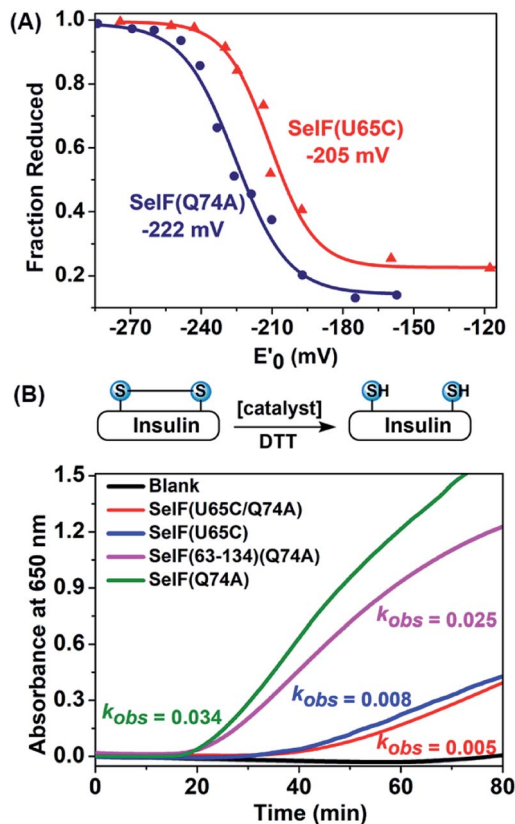 (A)
1.0
0.8
0.6
0.4
0.2
Fraction Reduced
SelF(U65C)
-205 mV
SelF(Q74A)
-222 mV
-270 -240 -210 -180 -150 -120
E'0 (mV)
(B)
S S
Insulin
[catalyst]
DTT
SH SH
Insulin
1.5
1.2
0.9
0.6
0.3
0.0
Absorbance at 650 nm
Blank
SelF(U65C/Q74A)
SelF(U65C)
SelF(63-134)(Q74A)
SelF(Q74A)
kobs = 0.025
kobs = 0.034
kobs = 0.008
kobs = 0.005
0 20 40 60 80
Time (min)